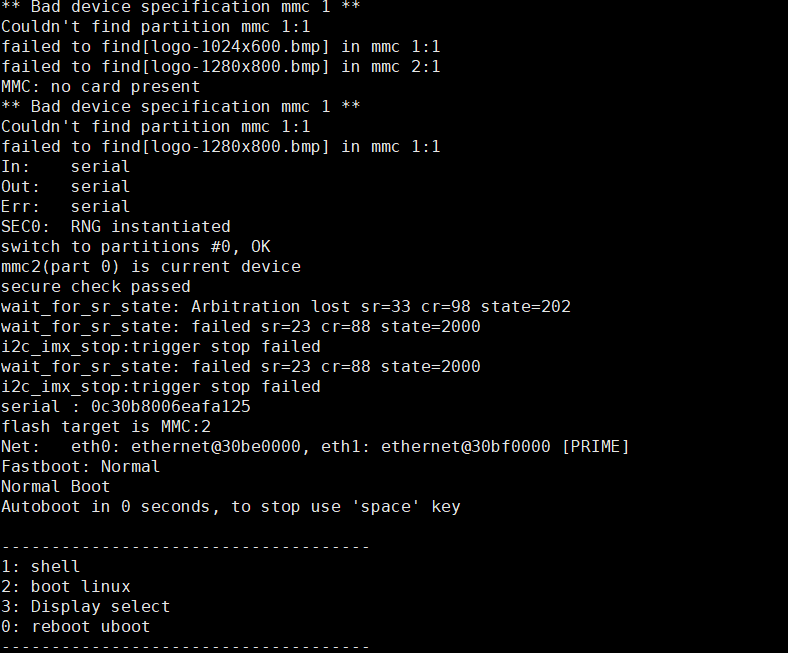 ** Bad device specification mmc 1 **
Couldn't find partition mmc 1:1
failed to find[logo-1024x600.bmp] in mmc 1:1
failed to find[logo-1280x800.bmp] in mmc 2:1
MMC: no card present
** Bad device specification mmc 1 **
Couldn't find partition mmc 1:1
failed to find[logo-1280x800.bmp] in mmc 1:1
In:    serial
Out:   serial
Err:   serial
SEC0:  RNG instantiated
switch to partitions #0, OK
mmc2(part 0) is current device
secure check passed
wait_for_sr_state: Arbitration lost sr=33 cr=98 state=202
wait_for_sr_state: failed sr=23 cr=88 state=2000
i2c_imx_stop:trigger stop failed
wait_for_sr_state: failed sr=23 cr=88 state=2000
i2c_imx_stop:trigger stop failed
serial : 0c30b8006eafa125
flash target is MMC:2
Net:   eth0: ethernet@30be0000, eth1: ethernet@30bf0000 [PRIME]
Fastboot: Normal
Normal Boot
Autoboot in 0 seconds, to stop use 'space' key
-------------------------------------
1: shell
2: boot linux
3: Display select
0: reboot uboot
-------------------------------------